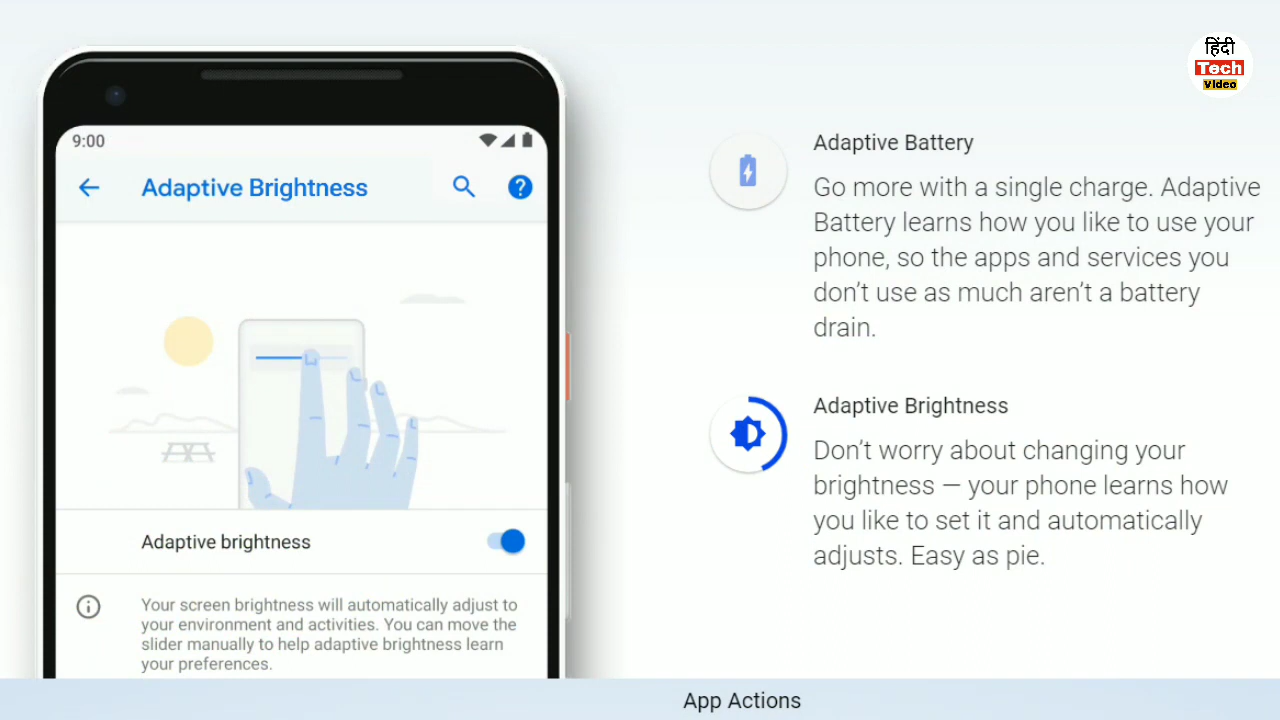 9:00
Adaptive Brightness
Adaptive brightness
Your screen brightness will automatically adjust to
your environment and activities. You can move the
slider manually to help adaptive brightness learn
your preferences.
हिंदी
Tech
Video
Adaptive Battery
Go more with a single charge. Adaptive
Battery learns how you like to use your
phone, so the apps and services you
don’t use as much aren’t a battery
drain.
Adaptive Brightness
Don’t worry about changing your
brightness — your phone learns how
you like to set it and automatically
adjusts. Easy as pie.
App Actions